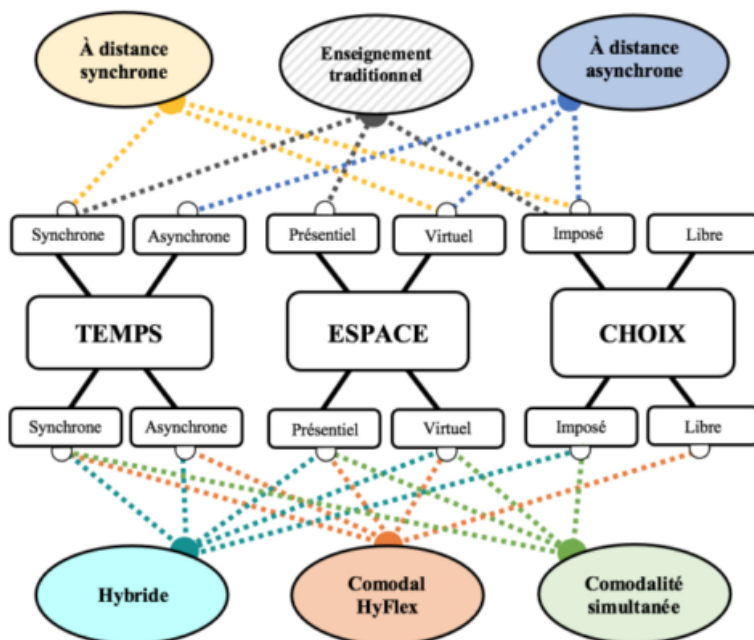 À distance
synchrone
Enseignement
traditionnel
À distance
asynchrone
Synchrone
Asynchrone
Présentiel
Virtuel
Imposé
Libre
TEMPS
ESPACE
CHOIX
Synchrone
Asynchrone
Présentiel
Virtuel
Imposé
Libre
Hybride
Comodal
HyFlex
Comodalité
simultanée